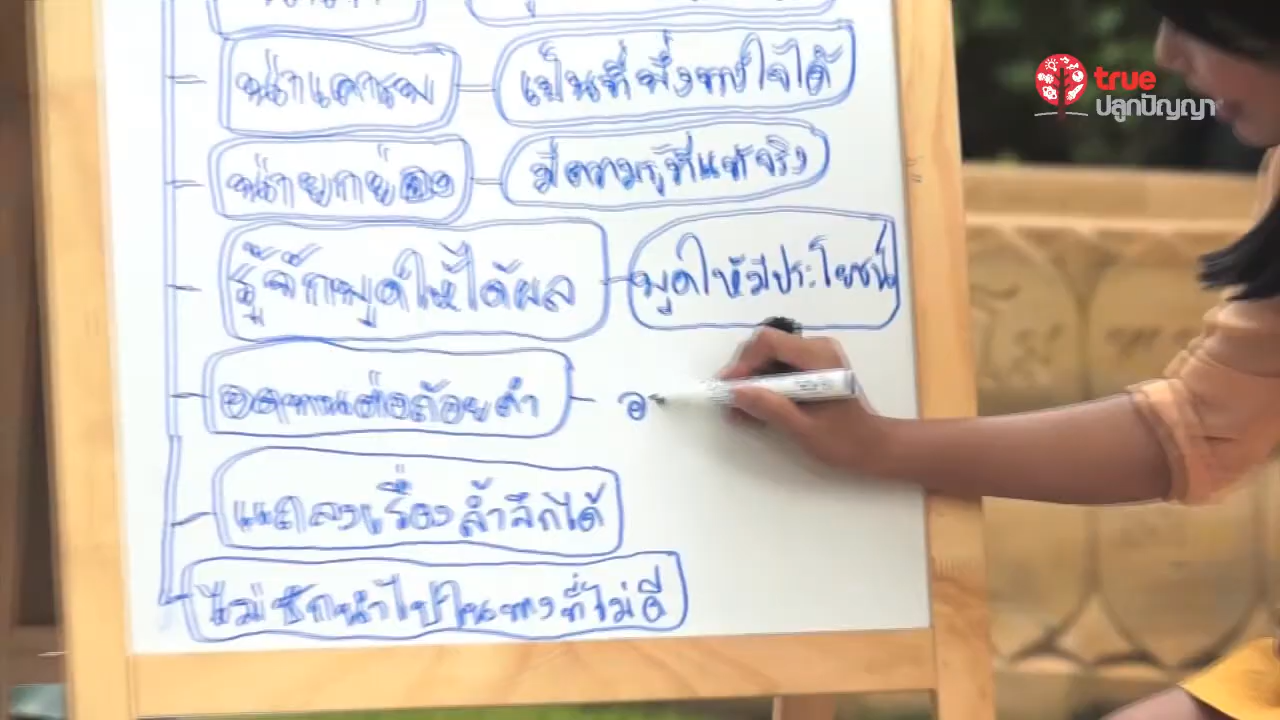 true
ปลูกปัญญา
น่าเคารพ เป็นที่พึ่งทางใจได้
น่ายกย่อง มีความรู้ที่แท้จริง
รู้จักพูดให้ได้ผล พูดให้มีประโยชน์
อดทนต่อถ้อยคำ อ
แถลงเรื่องล้ำลึกได้
ไม่ชักนำไปในทางที่ไม่ดี